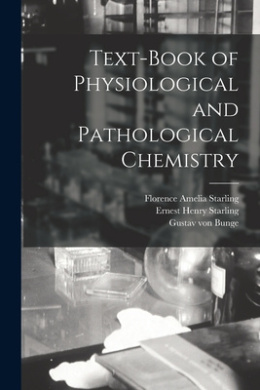 Text-Book of
Physiological
and
Pathological
Chemistry
Florence Amelia Starling
Ernest Henry Starling
Gustav von Bunge